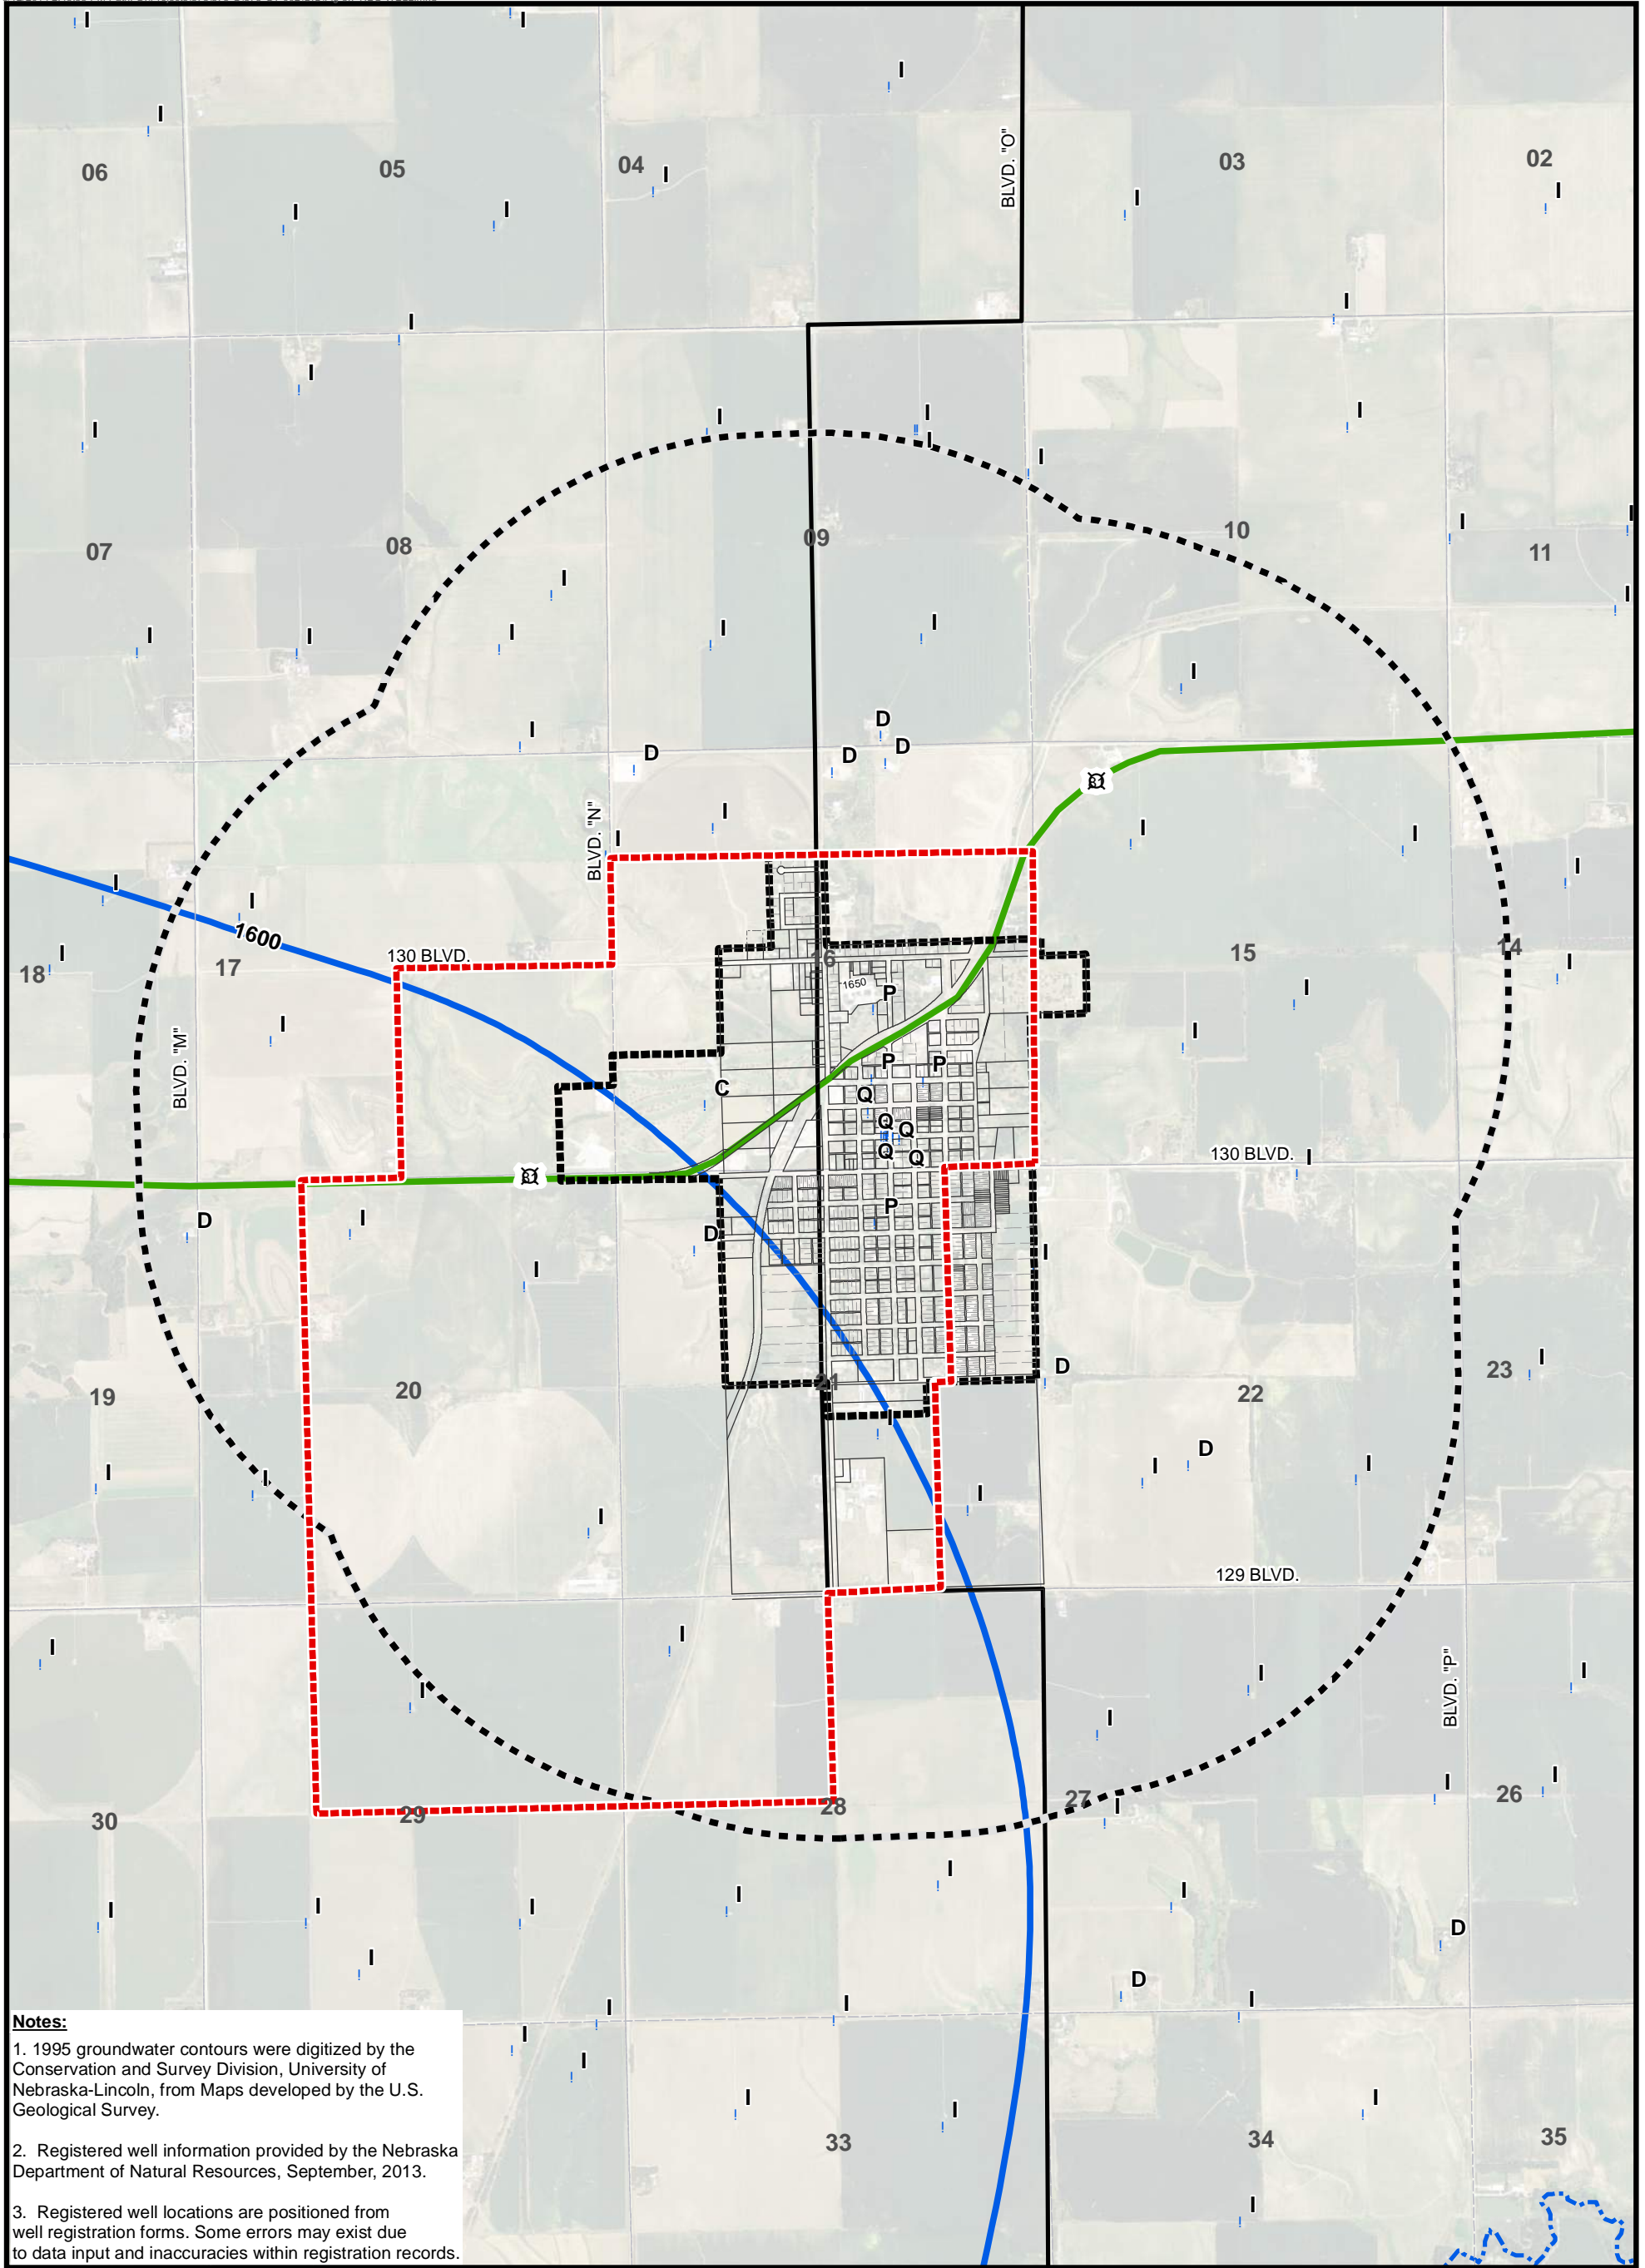 I I
I
I
06 05 04 BLVD. "O" 03 02
I I
I I I
I
I I
I
I I I
I I
I
07 08 09 10 11
I I
I I I I
I I
I
I D D D D
I I
BLVD. "N" I
I
I I
1600
130 BLVD.
I
18 17 16 15 14
I
1650
P
I
I
BLVD. "M"
I
P P
C
Q
Q Q
Q Q
130 BLVD.
I
D I
P
D
I
I
D
19 20 21 22 23
I
I
D
I I
I I
I
I
129 BLVD.
I I
I
I
I
BLVD. "P"
I
I I
30 29 28 27 26
I
I
I I I
I
I
D
I
D
I I
I
I
I
I I
I
33 34 35
I
Notes:
1. 1995 groundwater contours were digitized by the
Conservation and Survey Division, University of
Nebraska-Lincoln, from Maps developed by the U.S.
Geological Survey.
2. Registered well information provided by the Nebraska
Department of Natural Resources, September, 2013.
3. Registered well locations are positioned from
well registration forms. Some errors may exist due
to data input and inaccuracies within registration records.